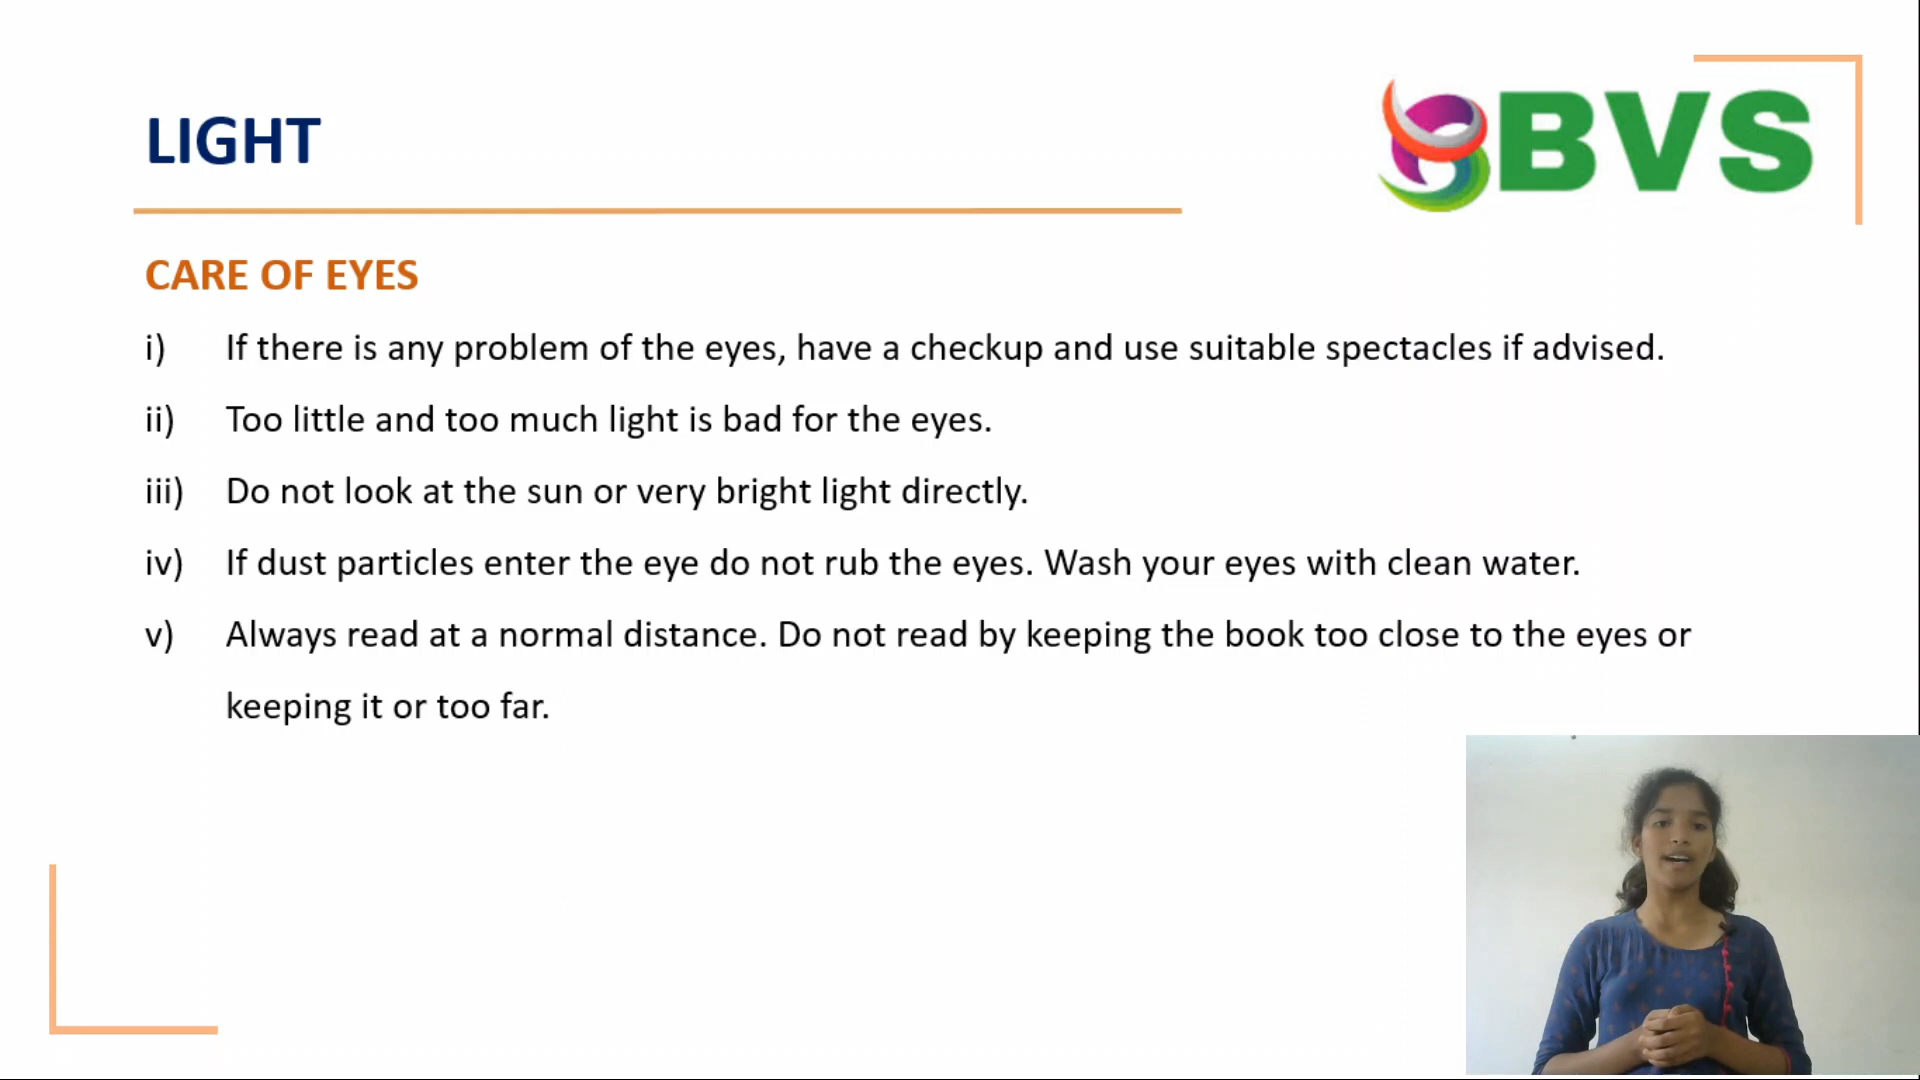 LIGHT
BVS
CARE OF EYES
i) If there is any problem of the eyes, have a checkup and use suitable spectacles if advised.
ii) Too little and too much light is bad for the eyes.
iii) Do not look at the sun or very bright light directly.
iv) If dust particles enter the eye do not rub the eyes. Wash your eyes with clean water.
v) Always read at a normal distance. Do not read by keeping the book too close to the eyes or
keeping it or too far.